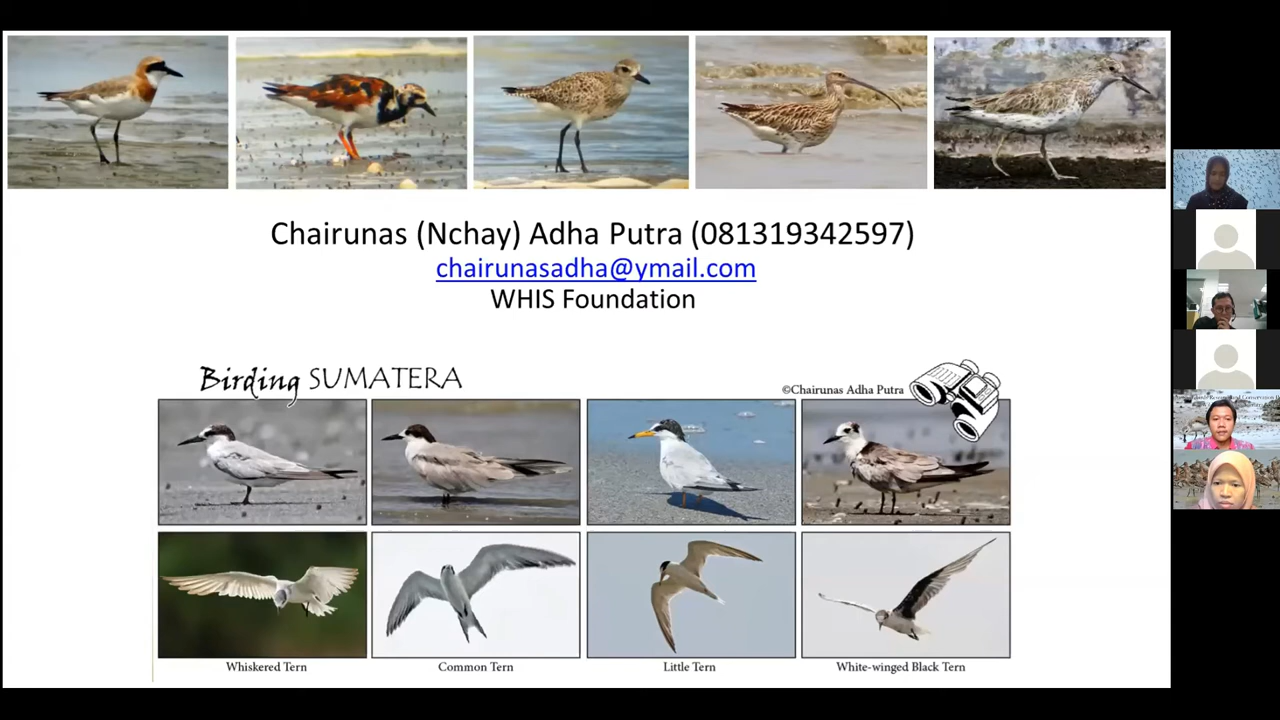 Chairunas (Nchay) Adha Putra (081319342597)
chairunasadha@ymail.com
WHIS Foundation
Birding SUMATERA
©Chairunas Adha Putra
Whiskered Tern
Common Tern
Little Tern
White-winged Black Tern